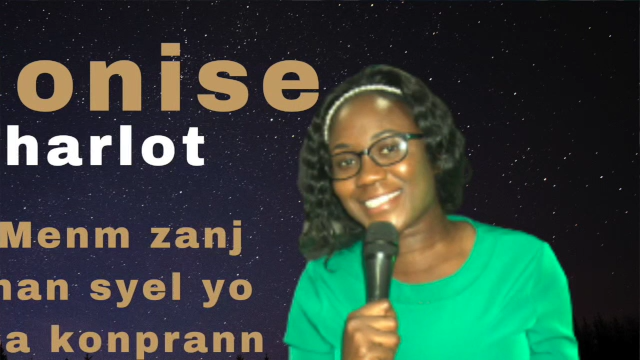 onise
harlot
Menm zanj
nan syel yo
a konprann